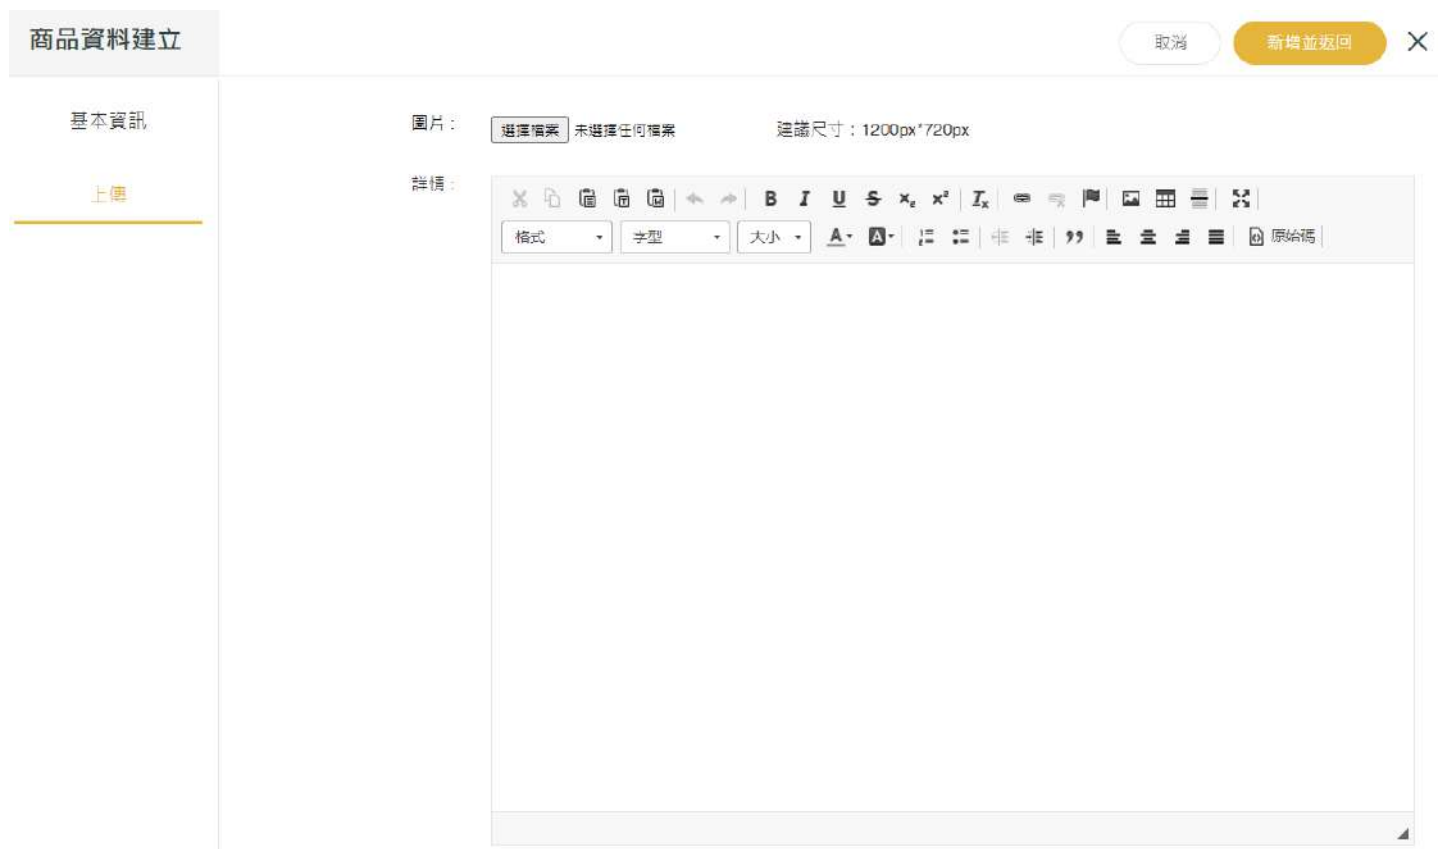 商品資料建立
取消
新增並返回
基本資訊
上傳
圖片:
選擇檔案 未選擇任何檔案
建議尺寸：1200px*720px
詳情:
格式
字型
大小
原始碼